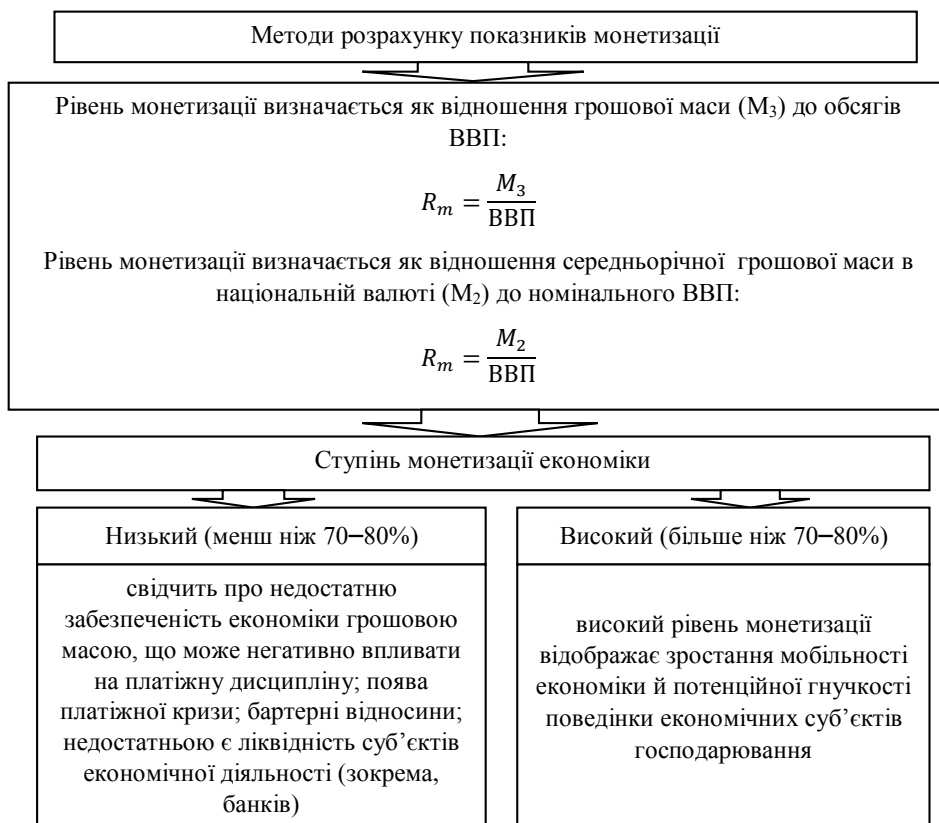 Методи розрахунку показників монетизації
Рівень монетизації визначається як відношення грошової маси (M₃) до обсягів
ВВП:
R_m = M₃ / ВВП
Рівень монетизації визначається як відношення середньорічної грошової маси в
національній валюті (M₂) до номінального ВВП:
R_m = M₂ / ВВП
Ступінь монетизації економіки
Низький (менш ніж 70–80%)
свідчить про недостатню
забезпеченість економіки грошовою
масою, що може негативно впливати
на платіжну дисципліну; поява
платіжної кризи; бартерні відносини;
недостатньою є ліквідність суб’єктів
економічної діяльності (зокрема,
банків)
Високий (більше ніж 70–80%)
високий рівень монетизації
відображає зростання мобільності
економіки й потенційної гнучкості
поведінки економічних суб’єктів
господарювання